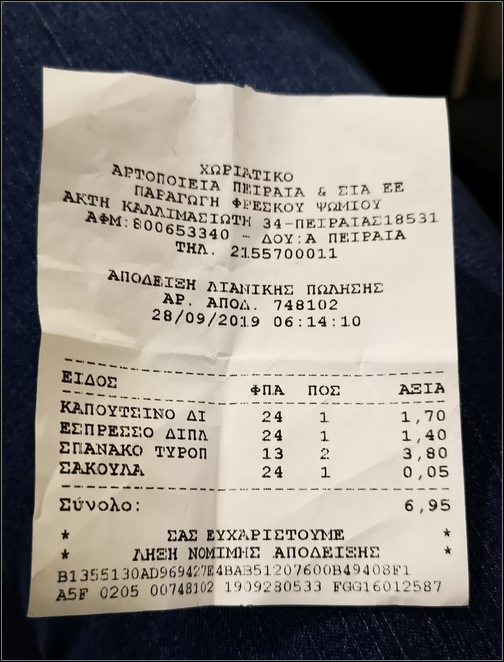 ΧΩΡΙΑΤΙΚΟ
ΑΡΤΟΠΟΙΕΙΑ ΠΕΙΡΑΙΑ & ΣΙΑ ΕΕ
ΠΑΡΑΓΩΓΗ ΦΡΕΣΚΟΥ ΨΩΜΙΟΥ
ΑΚΤΗ ΚΑΛΛΙΜΑΣΙΩΤΗ 34-ΠΕΙΡΑΙΑΣ18531
ΑΦΜ:800653340 - ΔΟΥ:Α ΠΕΙΡΑΙΑ
ΤΗΛ. 2155700011
ΑΠΟΔΕΙΞΗ ΛΙΑΝΙΚΗΣ ΠΩΛΗΣΗΣ
ΑΡ. ΑΠΟΔ. 748102
28/09/2019 06:14:10
ΕΙΔΟΣ ΦΠΑ ΠΟΣ ΑΞΙΑ
ΚΑΠΟΥΤΣΙΝΟ ΔΙ 24 1 1,70
ΕΣΠΡΕΣΣΟ ΔΙΠΛ 24 1 1,40
ΣΠΑΝΑΚΟ ΤΥΡΟΠ 13 2 3,80
ΣΑΚΟΥΛΑ 24 1 0,05
Σύνολο: 6,95
* ΣΑΣ ΕΥΧΑΡΙΣΤΟΥΜΕ *
* ΛΗΞΗ ΝΟΜΙΜΗΣ ΑΠΟΔΕΙΞΗΣ *
B1355130AD969427E4BAB51207600B49408F1
A5F 0205 00748102 1909280533 FGG16012587